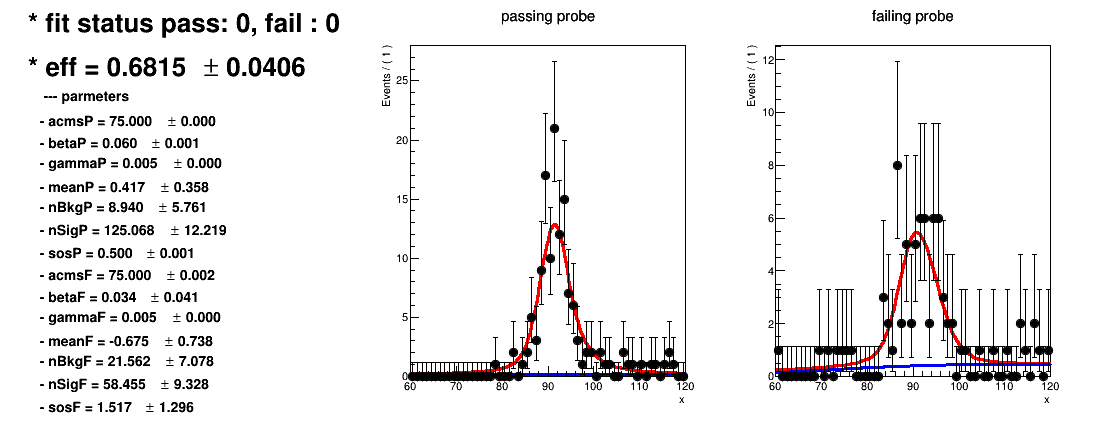 * fit status pass: 0, fail : 0
* eff = 0.6815 ± 0.0406
--- parmeters
- acmsP = 75.000 ± 0.000
- betaP = 0.060 ± 0.001
- gammaP = 0.005 ± 0.000
- meanP = 0.417 ± 0.358
- nBkgP = 8.940 ± 5.761
- nSigP = 125.068 ± 12.219
- sosP = 0.500 ± 0.001
- acmsF = 75.000 ± 0.002
- betaF = 0.034 ± 0.041
- gammaF = 0.005 ± 0.000
- meanF = -0.675 ± 0.738
- nBkgF = 21.562 ± 7.078
- nSigF = 58.455 ± 9.328
- sosF = 1.517 ± 1.296
passing probe
Events / ( 1 )
25
20
15
10
5
0
60 70 80 90 100 110 120
x
failing probe
Events / ( 1 )
12
10
8
6
4
2
0
60 70 80 90 100 110 120
x